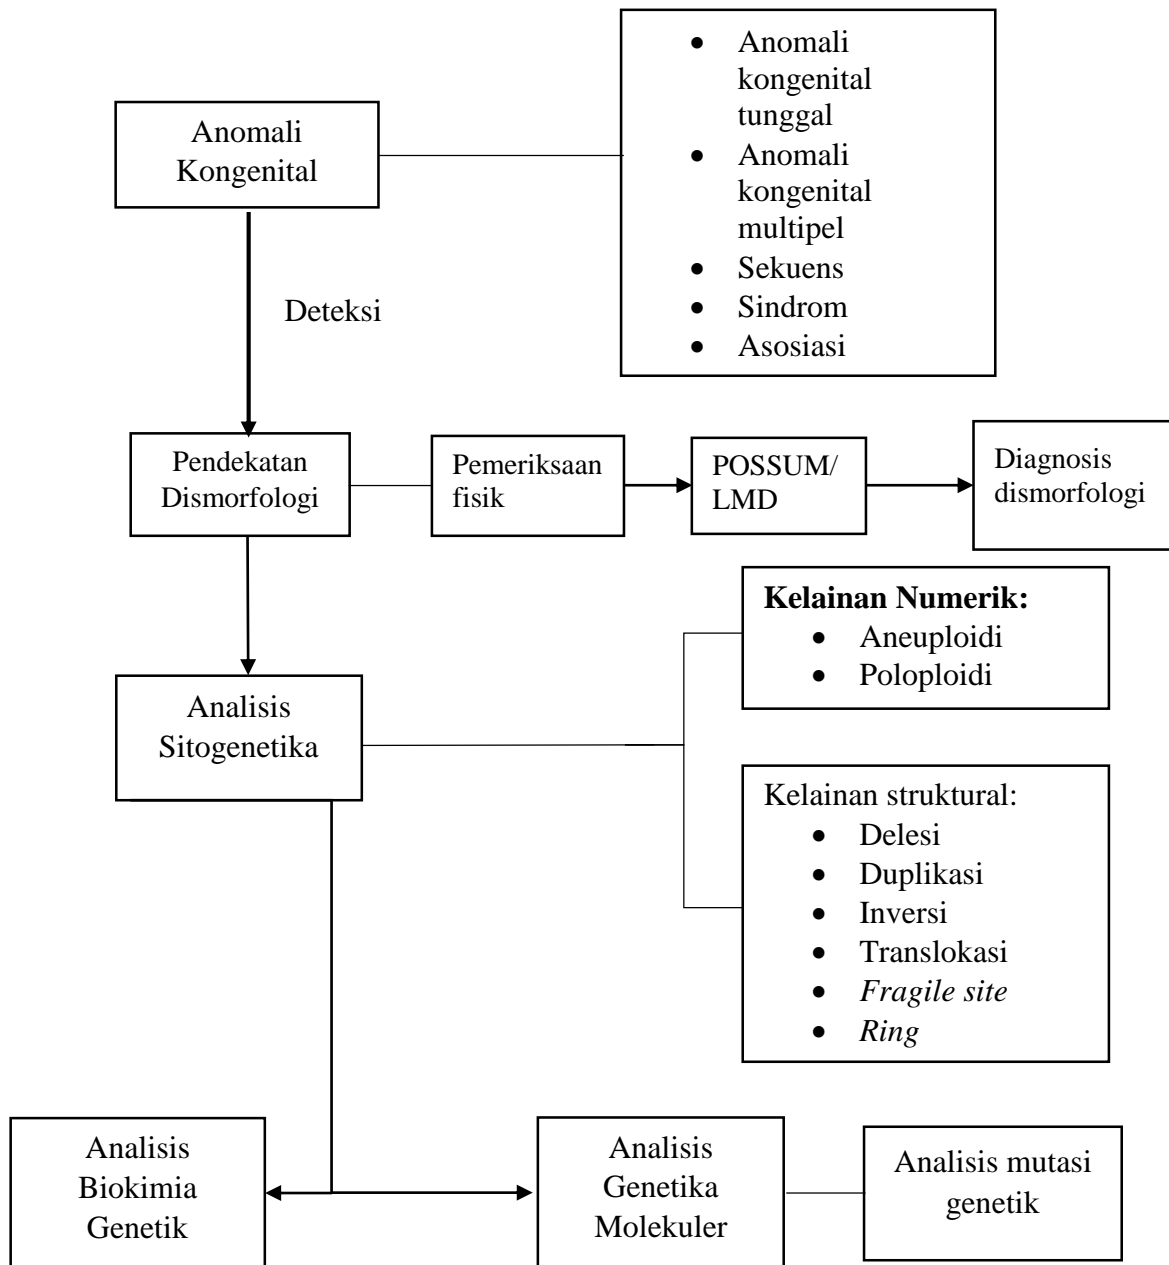 Anomali
Kongenital
• Anomali
kongenital
tunggal
• Anomali
kongenital
multipel
• Sekuens
• Sindrom
• Asosiasi
Deteksi
Pendekatan
Dismorfologi
Pemeriksaan
fisik
POSSUM/
LMD
Diagnosis
dismorfologi
Analisis
Sitogenetika
Kelainan Numerik:
• Aneuploidi
• Poloploidi
Kelainan struktural:
• Delesi
• Duplikasi
• Inversi
• Translokasi
• Fragile site
• Ring
Analisis
Biokimia
Genetik
Analisis
Genetika
Molekuler
Analisis mutasi
genetik